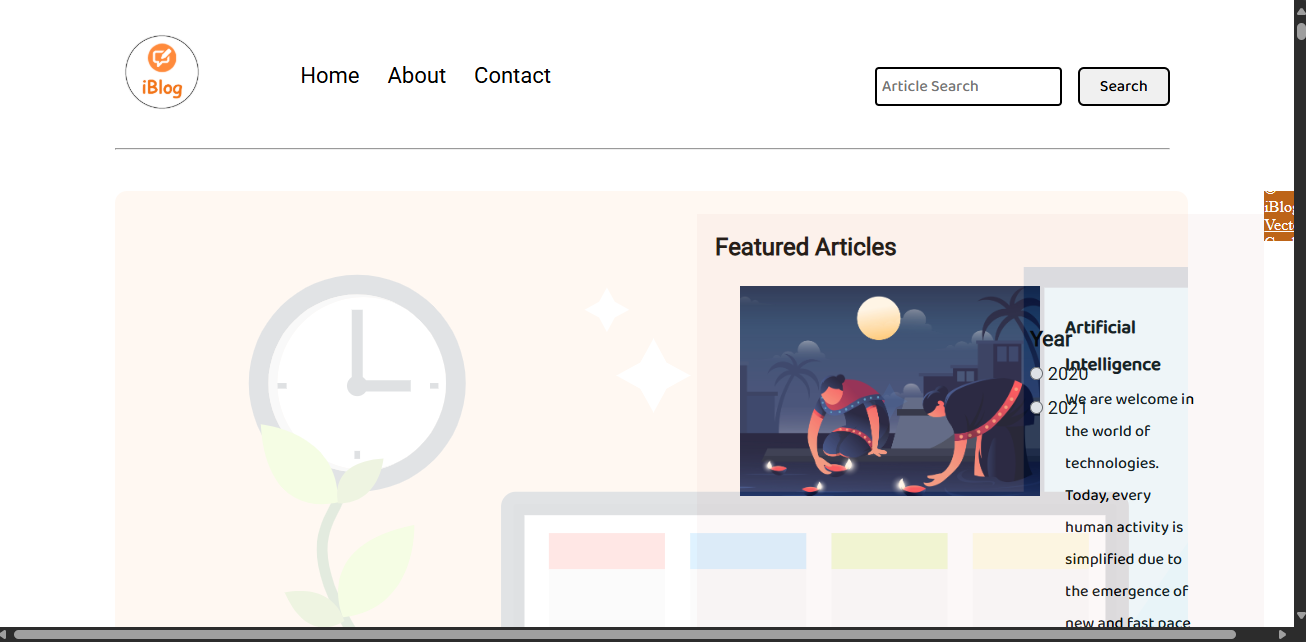 iBlog
Home About Contact
Article Search
Search
iBlog
Featured Articles
Artificial
Year
Intelligence
2020
We are welcome in
2021
the world of
technologies.
Today, every
human activity is
simplified due to
the emergence of
new and fast pace